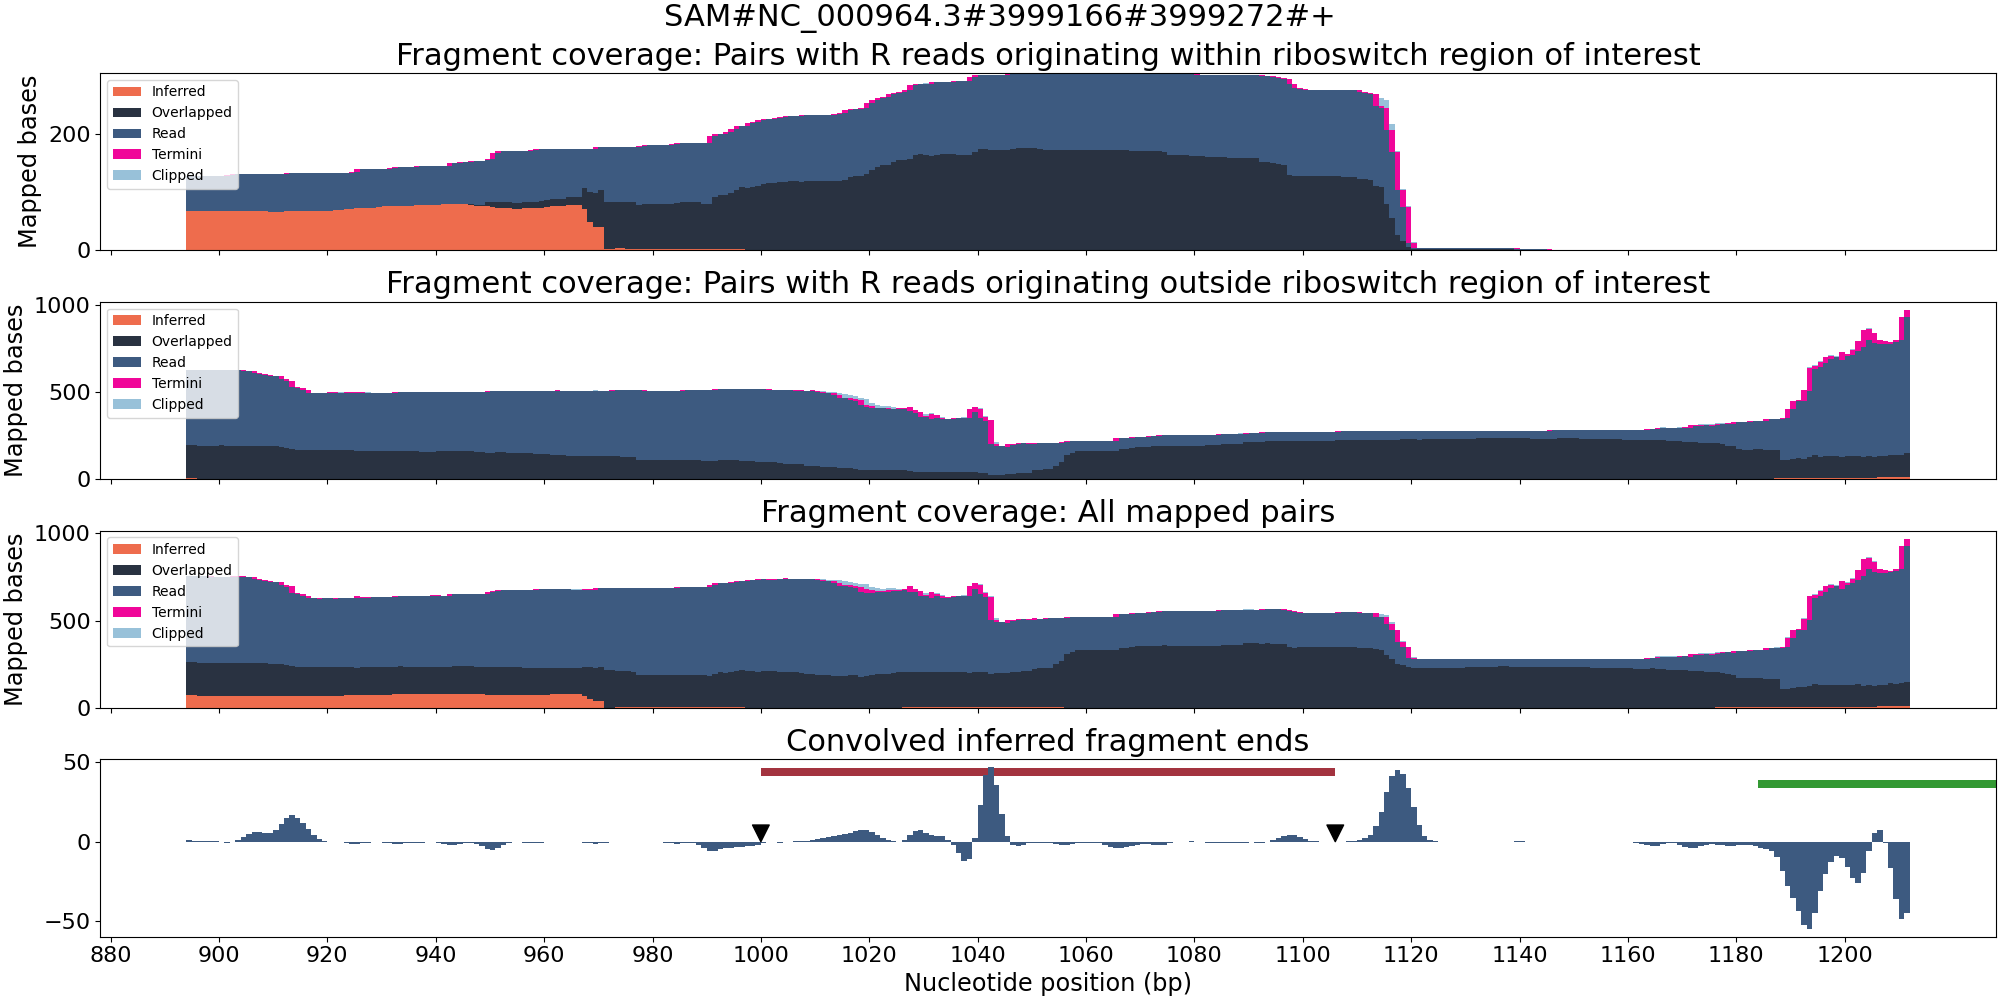 SAM#NC_000964.3#3999166#3999272#+
Fragment coverage: Pairs with R reads originating within riboswitch region of interest
Mapped bases
200
0
Inferred
Overlapped
Read
Termini
Clipped
Fragment coverage: Pairs with R reads originating outside riboswitch region of interest
Mapped bases
1000
500
0
Inferred
Overlapped
Read
Termini
Clipped
Fragment coverage: All mapped pairs
Mapped bases
1000
500
0
Inferred
Overlapped
Read
Termini
Clipped
Convolved inferred fragment ends
50
0
−50
880 900 920 940 960 980 1000 1020 1040 1060 1080 1100 1120 1140 1160 1180 1200
Nucleotide position (bp)